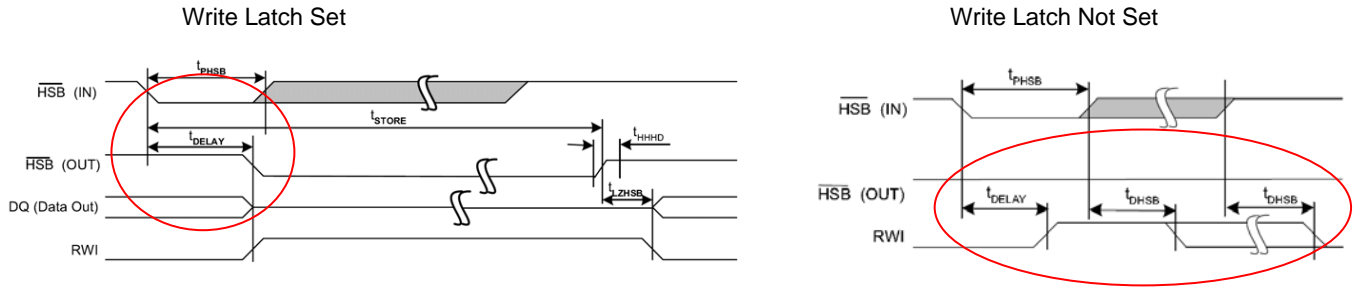 Write Latch Set
tPHSB
HSB (IN)
tSTORE
tDELAY
tHHHD
HSB (OUT)
tLZHSB
DQ (Data Out)
RWI
Write Latch Not Set
tPHSB
HSB (IN)
HSB (OUT)
tDELAY
tDHSB
tDHSB
RWI